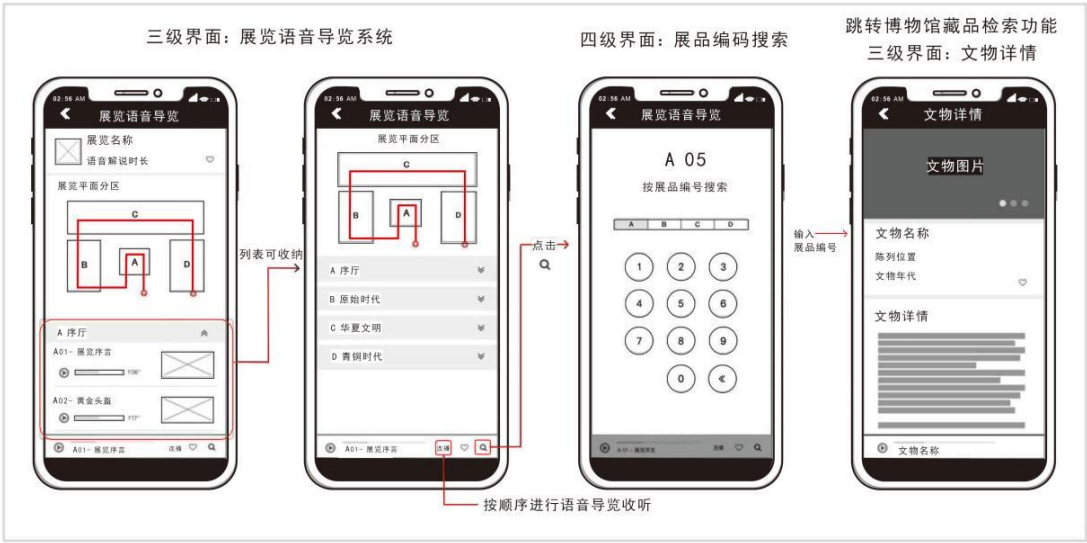 三级界面：展览语音导览系统
四级界面：展品编码搜索
跳转博物馆藏品检索功能
三级界面：文物详情
02:56 AM
展览语音导览
展览名称
语音解说时长
展览平面分区
C
B
A
D
A 序厅
A01- 展览序言
1'06"
A02- 黄金头盔
A01- 展览序言
连播
列表可收纳
02:56 AM
展览语音导览
展览平面分区
C
B
A
D
A 序厅
B 原始时代
C 华夏文明
D 青铜时代
A01- 展览序言
连播
按顺序进行语音导览收听
点击
02:56 AM
展览语音导览
A 05
按展品编号搜索
A B C D
1 2 3
4 5 6
7 8 9
0
A 01- 展览序言
连播
输入
展品编号
02:56 AM
文物详情
文物图片
文物名称
陈列位置
文物年代
文物详情
文物名称